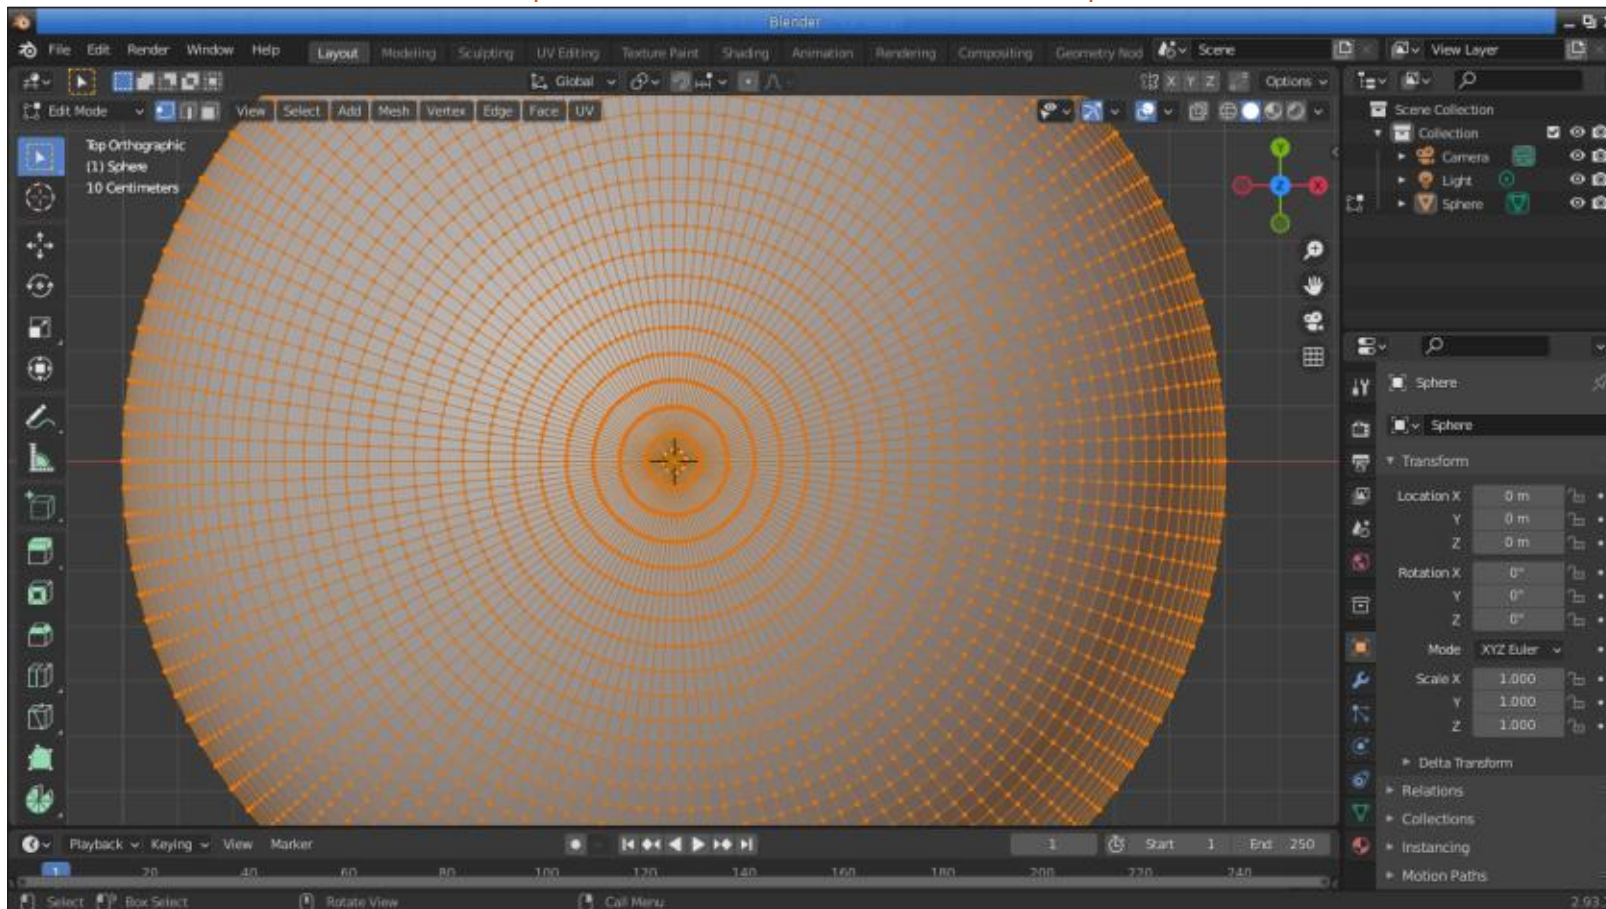 Blender
File Edit Render Window Help Layout Modeling Sculpting UV Editing Texture Paint Shading Animation Rendering Compositing Geometry Nod Scene View Layer
Global X Y Z Options
Edit Mode View Select Add Mesh Vertex Edge Face UV
Top Orthographic
(1) Sphere
10 Centimeters
Y
Z X
Scene Collection
Collection
Camera
Light
Sphere
Sphere
Sphere
Transform
Location X 0 m
Y 0 m
Z 0 m
Rotation X 0°
Y 0°
Z 0°
Mode XYZ Euler
Scale X 1.000
Y 1.000
Z 1.000
Delta Transform
Relations
Collections
Instancing
Motion Paths
Playback Keying View Marker 1 Start 1 End 250
1 20 40 60 80 100 120 140 160 180 200 220 240
Select Box Select Rotate View Call Menu 2.93.